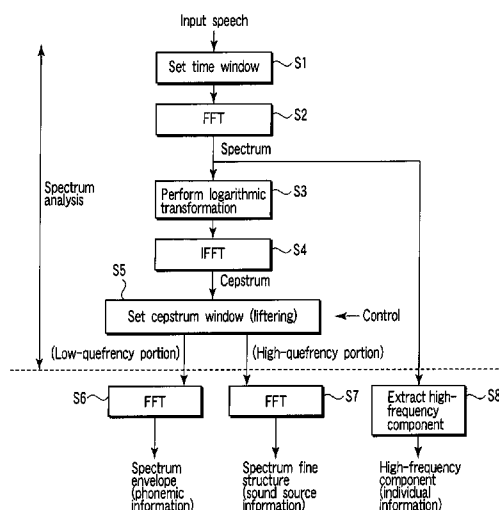 Input speech
Set time window
S1
FFT
S2
Spectrum
Spectrum
analysis
Perform logarithmic
transformation
S3
IFFT
S4
Cepstrum
S5
Set cepstrum window (liftering)
Control
(Low-quefrency portion)
(High-quefrency portion)
S6
FFT
FFT
S7
Extract high-
frequency
component
S8
Spectrum
envelope
(phonemic
information)
Spectrum fine
structure
(sound source
information)
High-frequency
component
(individual
information)